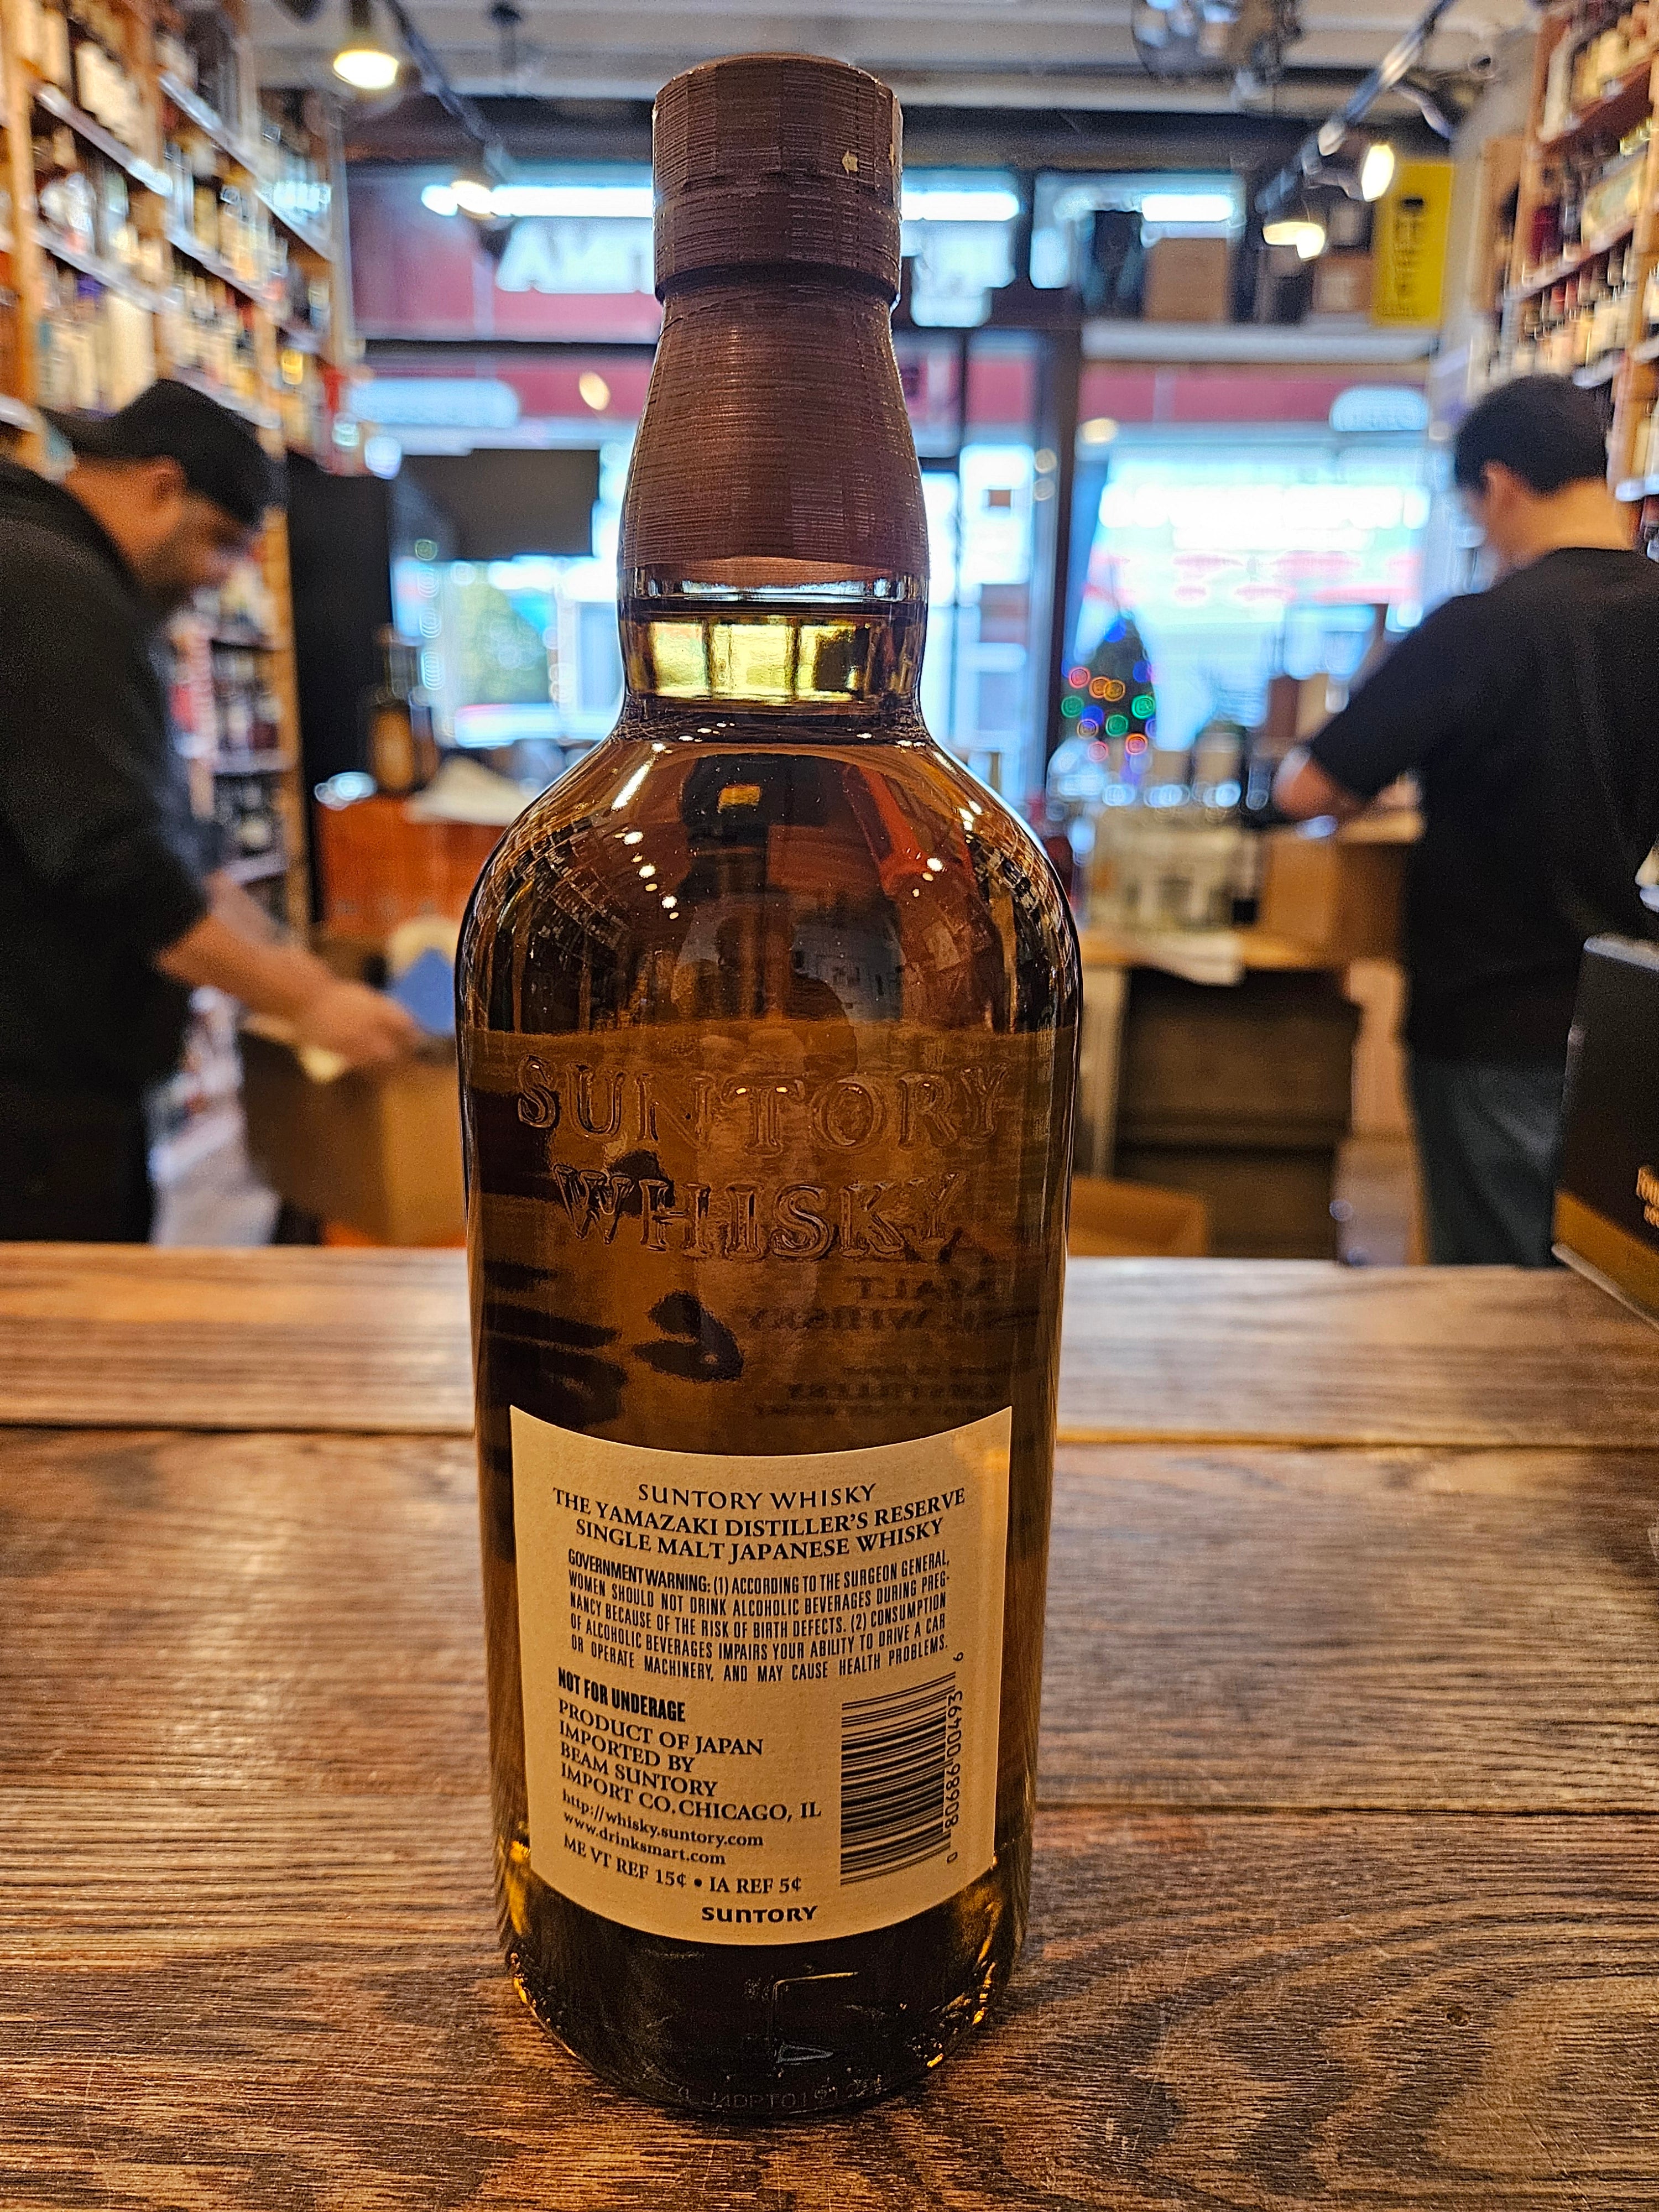 SUNTORY
WHISKY
SUNTORY WHISKY
THE YAMAZAKI DISTILLER'S RESERVE
SINGLE MALT JAPANESE WHISKY
GOVERNMENT WARNING: (1) ACCORDING TO THE SURGEON GENERAL,
WOMEN SHOULD NOT DRINK ALCOHOLIC BEVERAGES DURING PREG-
NANCY BECAUSE OF THE RISK OF BIRTH DEFECTS. (2) CONSUMPTION
OF ALCOHOLIC BEVERAGES IMPAIRS YOUR ABILITY TO DRIVE A CAR
OR OPERATE MACHINERY, AND MAY CAUSE HEALTH PROBLEMS.
NOT FOR UNDERAGE
PRODUCT OF JAPAN
IMPORTED BY
BEAM SUNTORY
IMPORT CO. CHICAGO, IL
http://whisky.suntory.com
www.drinksmart.com
ME VT REF 15¢ • IA REF 5¢
0 80686 00493 6
SUNTORY